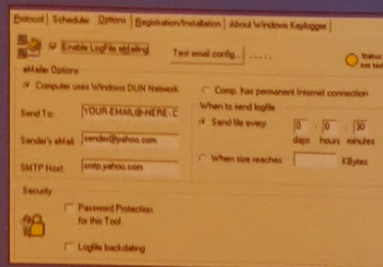 Protocol Scheduler Options Registration/Installation About Windows Keylogger
Enable LogFile eMailing
Test email config... .....
Status
not test
eMailer Options
Computer uses Windows DUN Network
Comp. has permanent Internet connection
Send To: YOUR-EMAIL@-HERE-.C
When to send logfile
Send file every 0 : 0 : 30
days hours minutes
Sender's eMail sender@yahoo.com
SMTP Host smtp.yahoo.com
When size reaches KBytes
Security
Password Protection
for this Tool
Logfile backdating